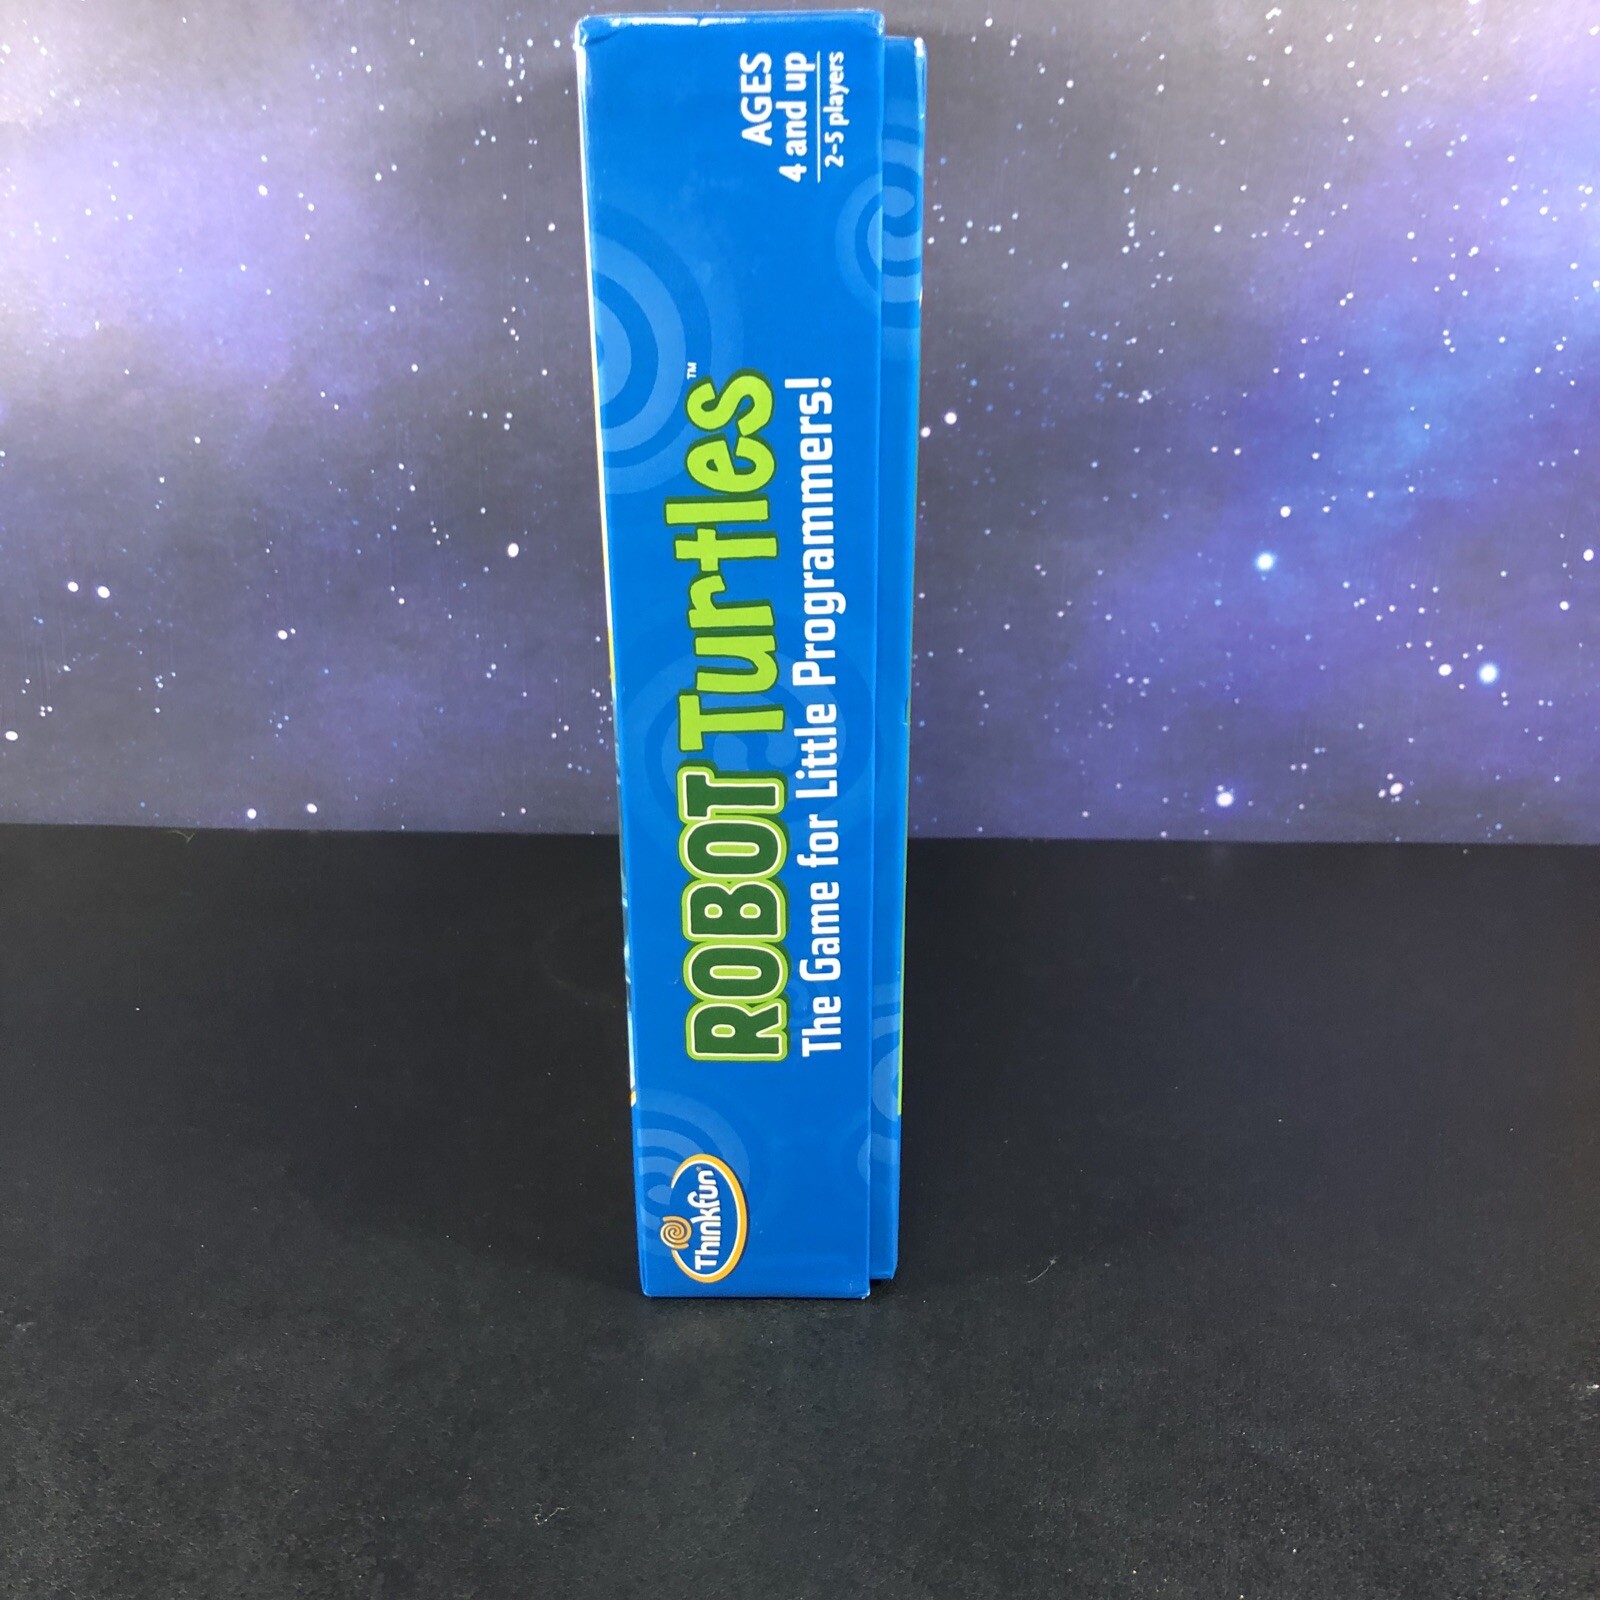 Thinkfun®
ROBOT Turtles™
The Game for Little Programmers!
AGES
4 and up
2-5 players